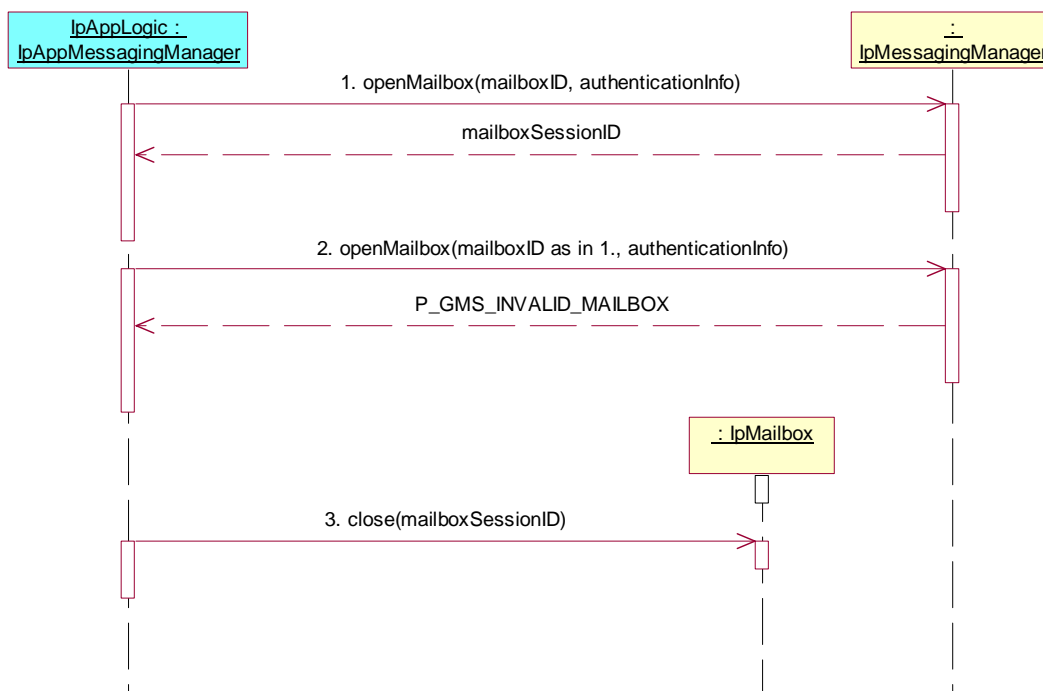 IpAppLogic :
IpAppMessagingManager
:
IpMessagingManager
1. openMailbox(mailboxID, authenticationInfo)
mailboxSessionID
2. openMailbox(mailboxID as in 1., authenticationInfo)
P_GMS_INVALID_MAILBOX
: IpMailbox
3. close(mailboxSessionID)